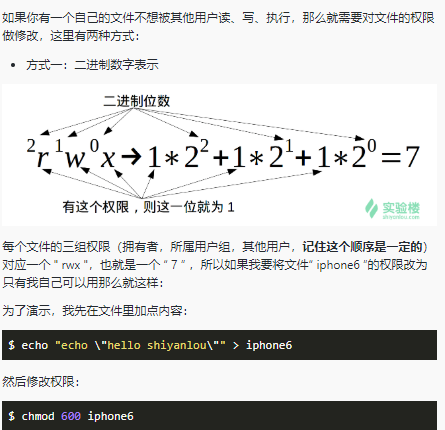 如果你有一个自己的文件不想被其他用户读、写、执行，那么就需要对文件的权限
做修改，这里有两种方式：
• 方式一：二进制数字表示
二进制位数
²r ¹w ⁰x→1*2²+1*2¹+1*2⁰=7
有这个权限，则这一位就为 1
实验楼
shiyanlou.com
每个文件的三组权限（拥有者，所属用户组，其他用户，记住这个顺序是一定的）
对应一个 " rwx "，也就是一个 “ 7 ” ，所以如果我要将文件“ iphone6 ”的权限改为
只有我自己可以用那么就这样：
为了演示，我先在文件里加点内容：
$ echo "echo \"hello shiyanlou\"" > iphone6
然后修改权限：
$ chmod 600 iphone6